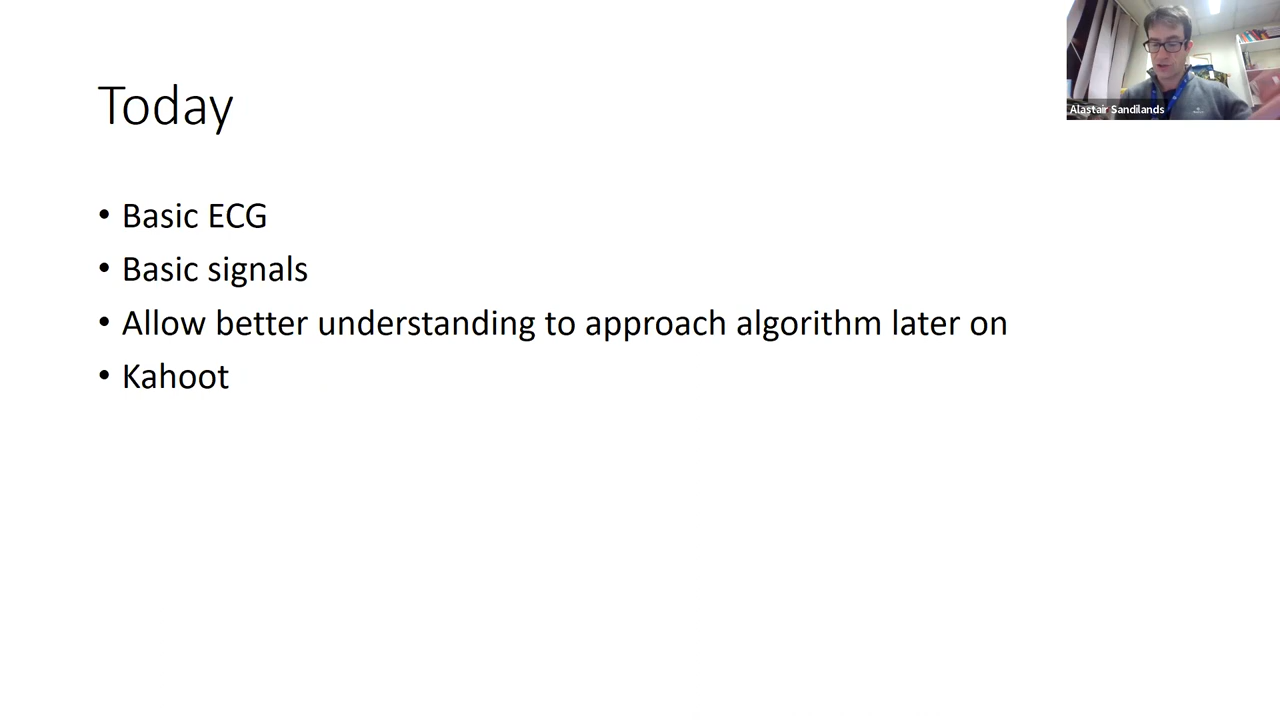 Today
Alastair Sandilands
• Basic ECG
• Basic signals
• Allow better understanding to approach algorithm later on
• Kahoot